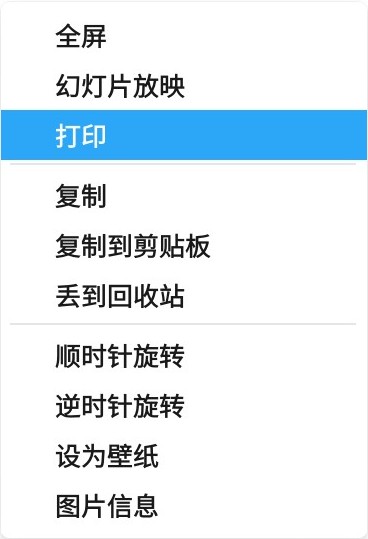 全屏
幻灯片放映
打印
复制
复制到剪贴板
丢到回收站
顺时针旋转
逆时针旋转
设为壁纸
图片信息